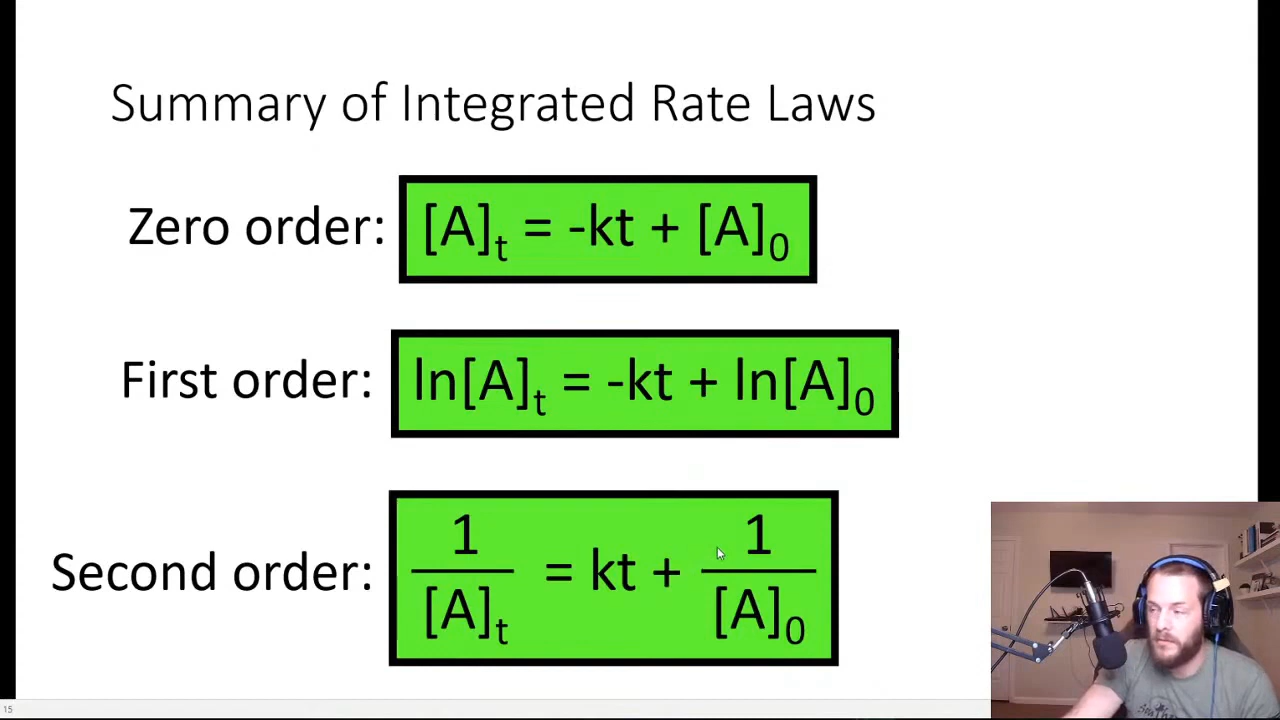 Summary of Integrated Rate Laws
Zero order: [A]t = -kt + [A]0
First order: ln[A]t = -kt + ln[A]0
Second order: 1/[A]t = kt + 1/[A]0
15